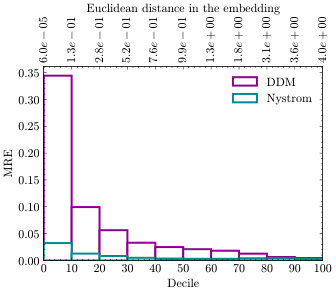 Euclidean distance in the embedding
6.0e−05 1.3e−01 2.8e−01 5.2e−01 7.6e−01 9.9e−01 1.3e+00 1.8e+00 3.1e+00 3.6e+00 4.0e+00
0.35
0.30
0.25
0.20
0.15
0.10
0.05
0.00
MRE
DDM
Nystrom
0 10 20 30 40 50 60 70 80 90 100
Decile